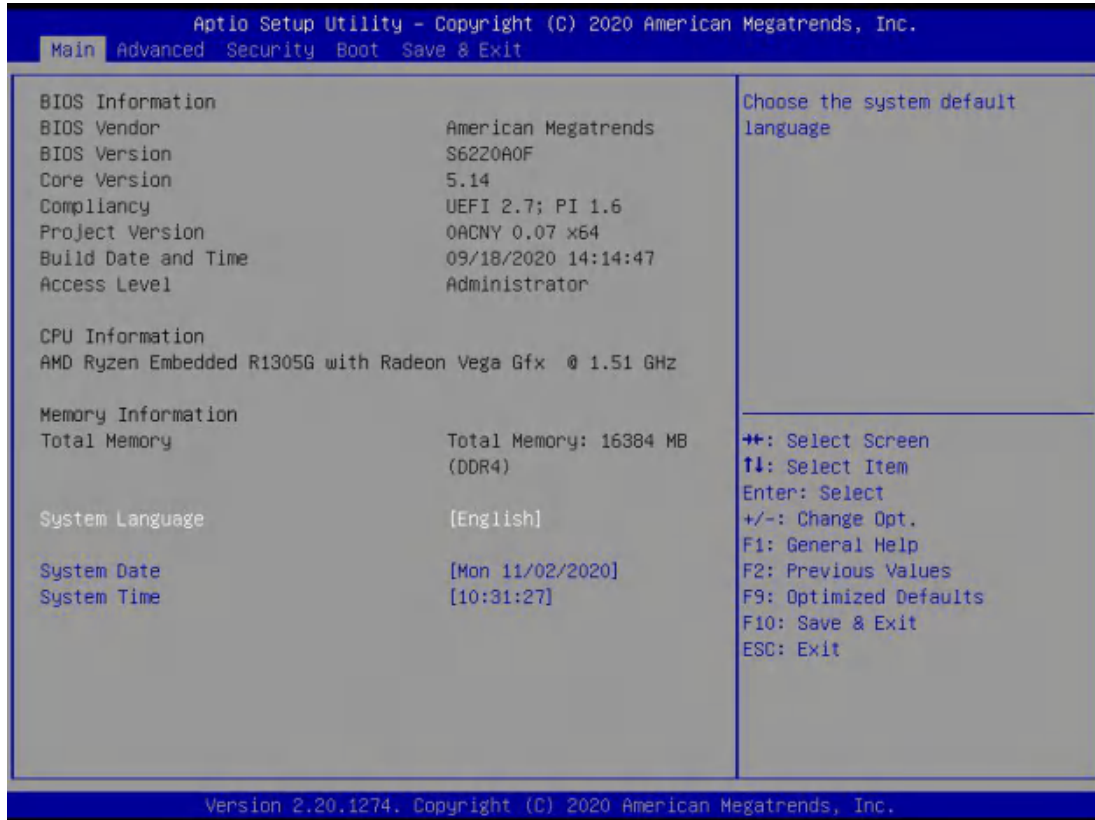 Aptio Setup Utility – Copyright (C) 2020 American Megatrends, Inc.
Main Advanced Security Boot Save & Exit
BIOS Information
BIOS Vendor American Megatrends
BIOS Version S62Z0A0F
Core Version 5.14
Compliancy UEFI 2.7; PI 1.6
Project Version 0ACNY 0.07 x64
Build Date and Time 09/18/2020 14:14:47
Access Level Administrator
CPU Information
AMD Ryzen Embedded R1305G with Radeon Vega Gfx @ 1.51 GHz
Memory Information
Total Memory Total Memory: 16384 MB
(DDR4)
System Language [English]
System Date [Mon 11/02/2020]
System Time [10:31:27]
Choose the system default
language
→←: Select Screen
↑↓: Select Item
Enter: Select
+/-: Change Opt.
F1: General Help
F2: Previous Values
F9: Optimized Defaults
F10: Save & Exit
ESC: Exit
Version 2.20.1274. Copyright (C) 2020 American Megatrends, Inc.